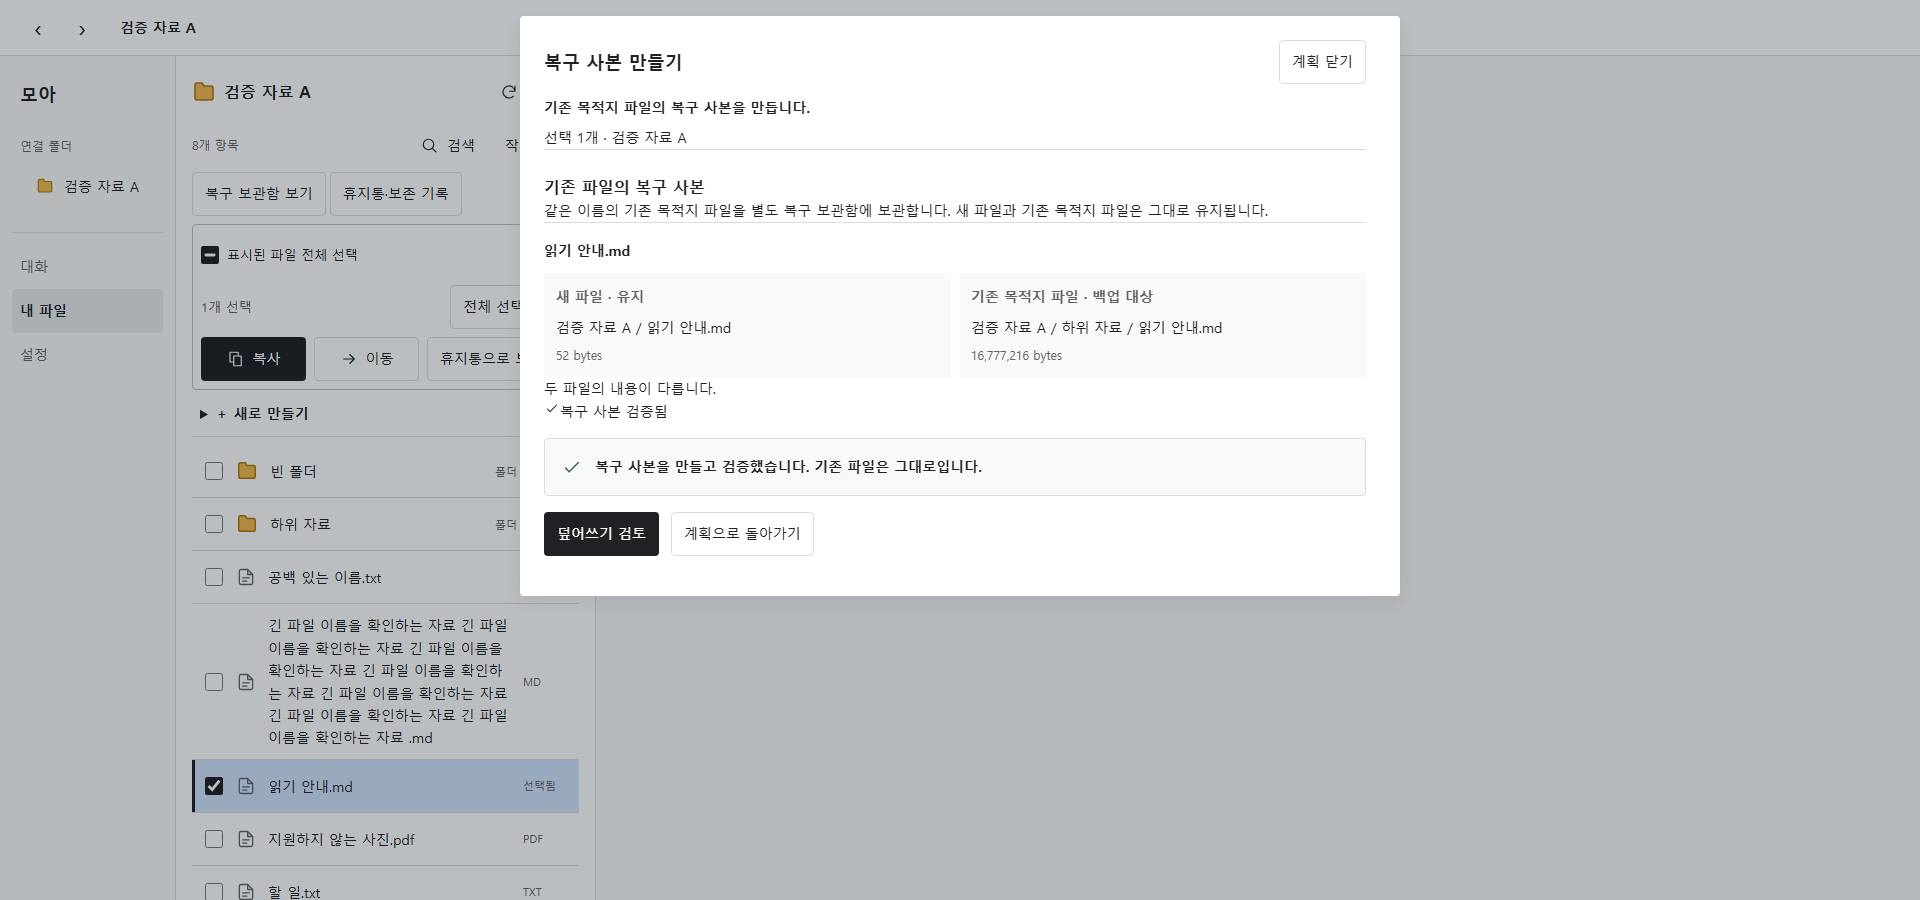 검증 자료 A
모아
연결 폴더
검증 자료 A
대화
내 파일
설정
검증 자료 A
8개 항목
검색
작
복구 보관함 보기
휴지통·보존 기록
표시된 파일 전체 선택
1개 선택
전체 선택
복사
이동
휴지통으로
+ 새로 만들기
빈 폴더
폴더
하위 자료
폴더
공백 있는 이름.txt
긴 파일 이름을 확인하는 자료 긴 파일
이름을 확인하는 자료 긴 파일 이름을
확인하는 자료 긴 파일 이름을 확인하
는 자료 긴 파일 이름을 확인하는 자료
긴 파일 이름을 확인하는 자료 긴 파일
이름을 확인하는 자료 .md
MD
읽기 안내.md
선택됨
지원하지 않는 사진.pdf
PDF
할 일.txt
TXT
복구 사본 만들기
계획 닫기
기존 목적지 파일의 복구 사본을 만듭니다.
선택 1개 · 검증 자료 A
기존 파일의 복구 사본
같은 이름의 기존 목적지 파일을 별도 복구 보관함에 보관합니다. 새 파일과 기존 목적지 파일은 그대로 유지됩니다.
읽기 안내.md
새 파일 · 유지
검증 자료 A / 읽기 안내.md
52 bytes
기존 목적지 파일 · 백업 대상
검증 자료 A / 하위 자료 / 읽기 안내.md
16,777,216 bytes
두 파일의 내용이 다릅니다.
복구 사본 검증됨
복구 사본을 만들고 검증했습니다. 기존 파일은 그대로입니다.
덮어쓰기 검토
계획으로 돌아가기